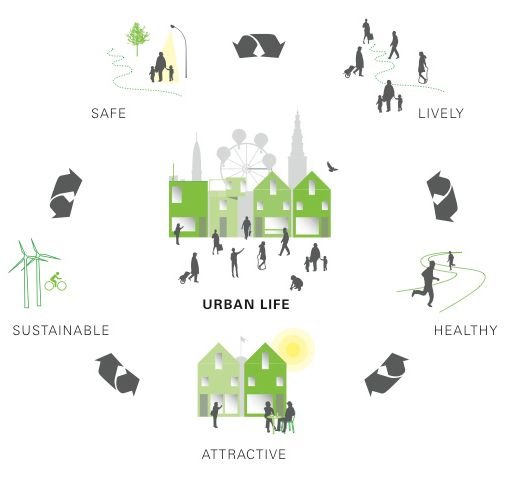 SAFE
LIVELY
URBAN LIFE
SUSTAINABLE
HEALTHY
ATTRACTIVE